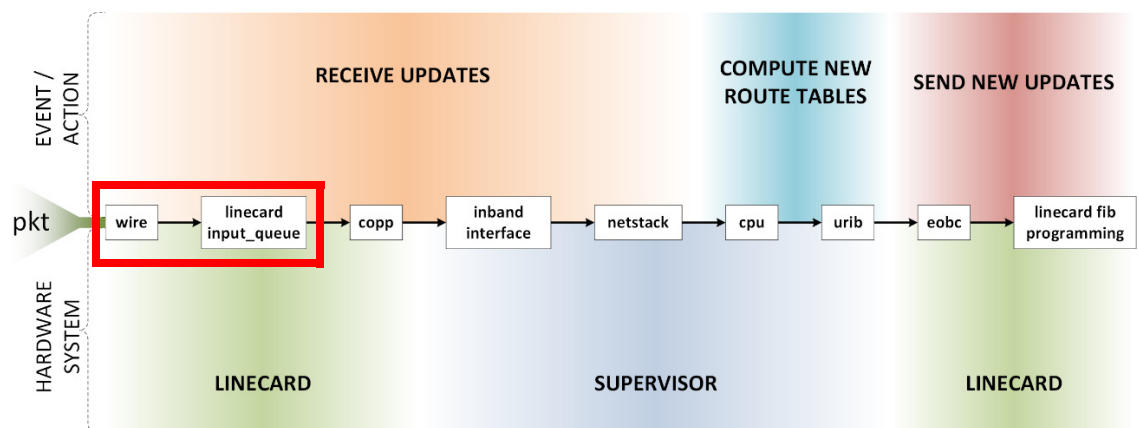 EVENT /
ACTION
RECEIVE UPDATES
COMPUTE NEW
ROUTE TABLES
SEND NEW UPDATES
pkt
wire
linecard
input_queue
copp
inband
interface
netstack
cpu
urib
eobc
linecard fib
programming
HARDWARE
SYSTEM
LINECARD
SUPERVISOR
LINECARD